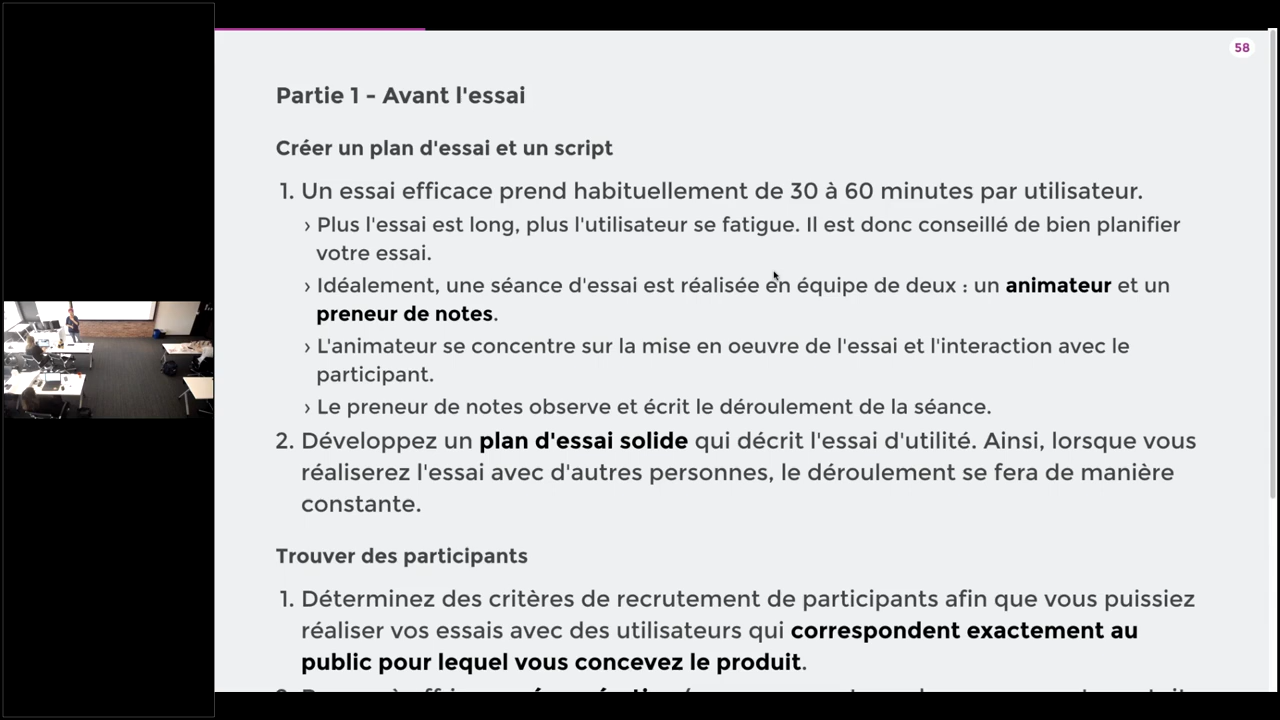 58
Partie 1 - Avant l'essai
Créer un plan d'essai et un script
1. Un essai efficace prend habituellement de 30 à 60 minutes par utilisateur.
› Plus l'essai est long, plus l'utilisateur se fatigue. Il est donc conseillé de bien planifier
votre essai.
› Idéalement, une séance d'essai est réalisée en équipe de deux : un animateur et un
preneur de notes.
› L'animateur se concentre sur la mise en oeuvre de l'essai et l'interaction avec le
participant.
› Le preneur de notes observe et écrit le déroulement de la séance.
2. Développez un plan d'essai solide qui décrit l'essai d'utilité. Ainsi, lorsque vous
réaliserez l'essai avec d'autres personnes, le déroulement se fera de manière
constante.
Trouver des participants
1. Déterminez des critères de recrutement de participants afin que vous puissiez
réaliser vos essais avec des utilisateurs qui correspondent exactement au
public pour lequel vous concevez le produit.